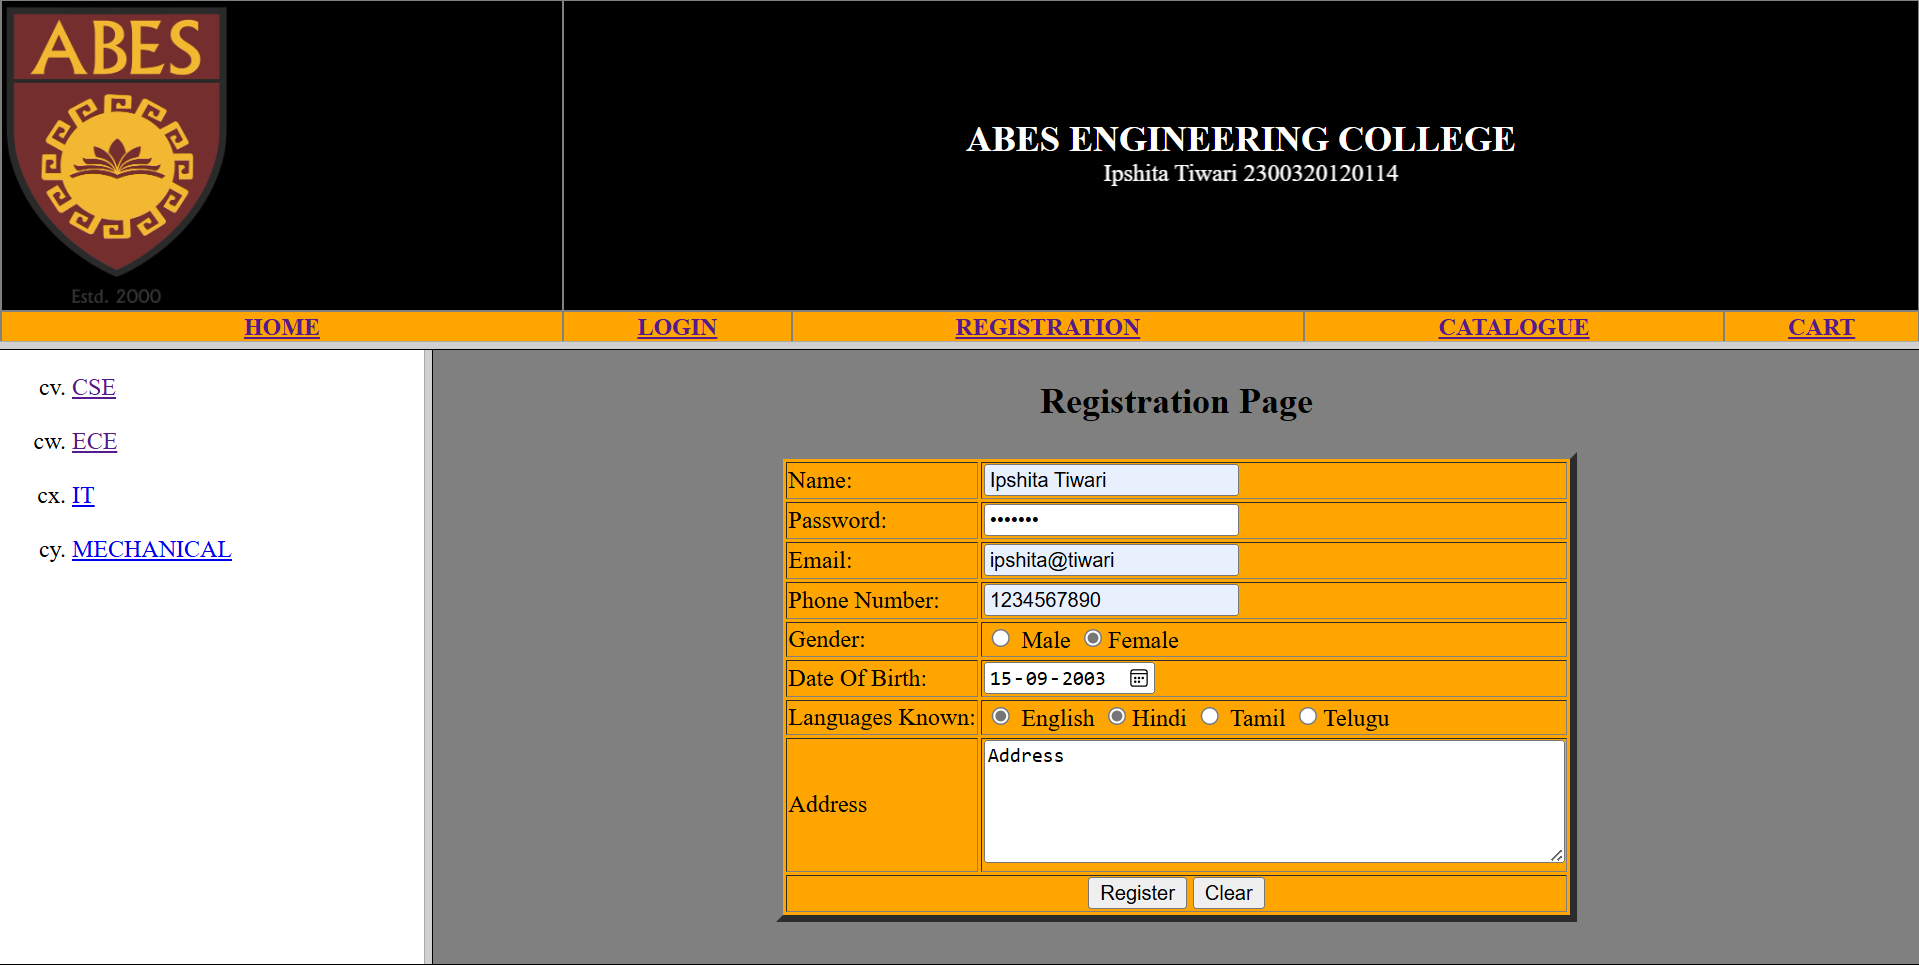 ABES
Estd. 2000
ABES ENGINEERING COLLEGE
Ipshita Tiwari 2300320120114
HOME LOGIN REGISTRATION CATALOGUE CART
cv. CSE
cw. ECE
cx. IT
cy. MECHANICAL
Registration Page
Name: Ipshita Tiwari
Password: •••••••
Email: ipshita@tiwari
Phone Number: 1234567890
Gender: Male Female
Date Of Birth: 15-09-2003
Languages Known: English Hindi Tamil Telugu
Address Address
Register Clear